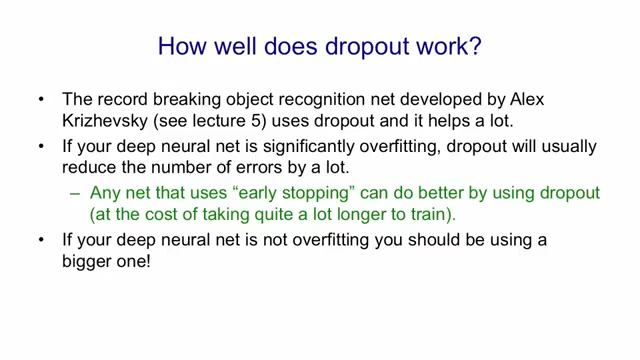 How well does dropout work?
• The record breaking object recognition net developed by Alex
Krizhevsky (see lecture 5) uses dropout and it helps a lot.
• If your deep neural net is significantly overfitting, dropout will usually
reduce the number of errors by a lot.
– Any net that uses “early stopping” can do better by using dropout
(at the cost of taking quite a lot longer to train).
• If your deep neural net is not overfitting you should be using a
bigger one!